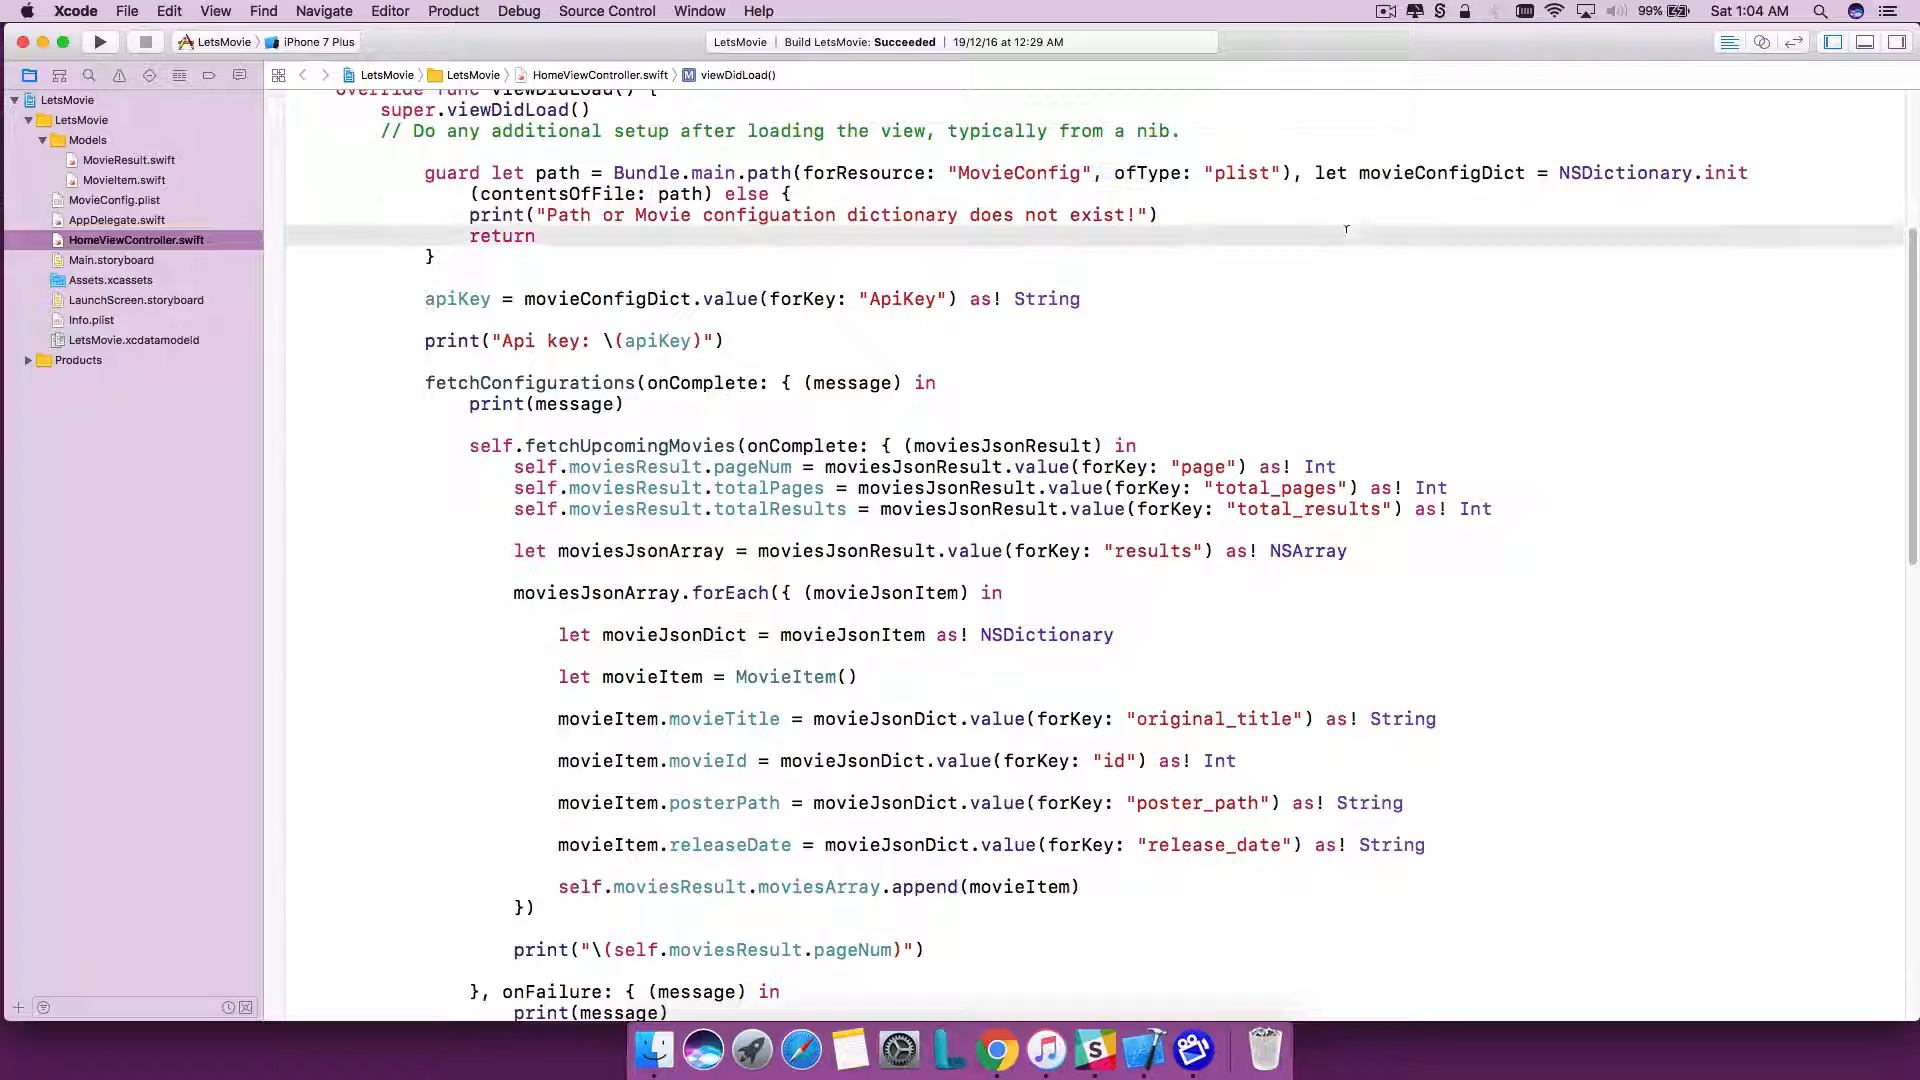 Xcode File Edit View Find Navigate Editor Product Debug Source Control Window Help
99% Sat 1:04 AM
LetsMovie iPhone 7 Plus
LetsMovie Build LetsMovie: Succeeded 19/12/16 at 12:29 AM
LetsMovie LetsMovie HomeViewController.swift M viewDidLoad()
LetsMovie
LetsMovie
Models
MovieResult.swift
MovieItem.swift
MovieConfig.plist
AppDelegate.swift
HomeViewController.swift
Main.storyboard
Assets.xcassets
LaunchScreen.storyboard
Info.plist
LetsMovie.xcdatamodeld
Products
override func viewDidLoad() {
super.viewDidLoad()
// Do any additional setup after loading the view, typically from a nib.
guard let path = Bundle.main.path(forResource: "MovieConfig", ofType: "plist"), let movieConfigDict = NSDictionary.init
(contentsOfFile: path) else {
print("Path or Movie configuation dictionary does not exist!")
return
}
apiKey = movieConfigDict.value(forKey: "ApiKey") as! String
print("Api key: \(apiKey)")
fetchConfigurations(onComplete: { (message) in
print(message)
self.fetchUpcomingMovies(onComplete: { (moviesJsonResult) in
self.moviesResult.pageNum = moviesJsonResult.value(forKey: "page") as! Int
self.moviesResult.totalPages = moviesJsonResult.value(forKey: "total_pages") as! Int
self.moviesResult.totalResults = moviesJsonResult.value(forKey: "total_results") as! Int
let moviesJsonArray = moviesJsonResult.value(forKey: "results") as! NSArray
moviesJsonArray.forEach({ (movieJsonItem) in
let movieJsonDict = movieJsonItem as! NSDictionary
let movieItem = MovieItem()
movieItem.movieTitle = movieJsonDict.value(forKey: "original_title") as! String
movieItem.movieId = movieJsonDict.value(forKey: "id") as! Int
movieItem.posterPath = movieJsonDict.value(forKey: "poster_path") as! String
movieItem.releaseDate = movieJsonDict.value(forKey: "release_date") as! String
self.moviesResult.moviesArray.append(movieItem)
})
print("\(self.moviesResult.pageNum)")
}, onFailure: { (message) in
print(message)